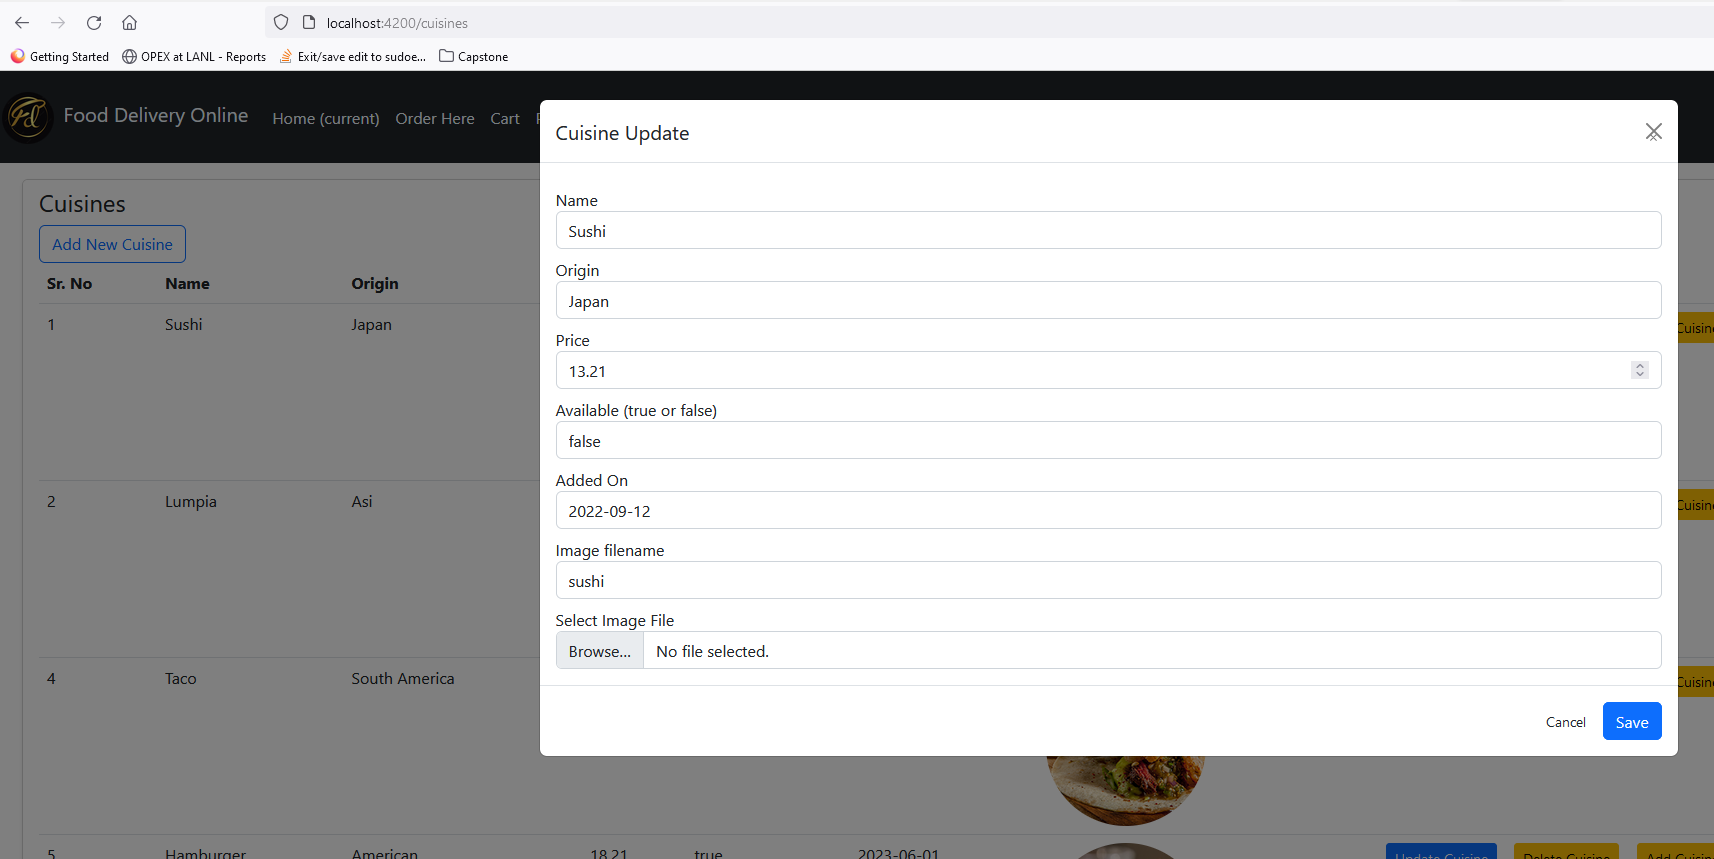 localhost:4200/cuisines
Getting Started OPEX at LANL - Reports Exit/save edit to sudoe... Capstone
Food Delivery Online Home (current) Order Here Cart
Cuisine Update
Cuisines
Add New Cuisine
Sr. No Name Origin
1 Sushi Japan
2 Lumpia Asi
4 Taco South America
5 Hamburger American 18.21 true 2023-06-01 Update Cuisine Delete Cuisine Add Cuisin
Name
Sushi
Origin
Japan
Price
13.21
Available (true or false)
false
Added On
2022-09-12
Image filename
sushi
Select Image File
Browse... No file selected.
Cancel Save
Cuisin
Cuisin
Cuisin